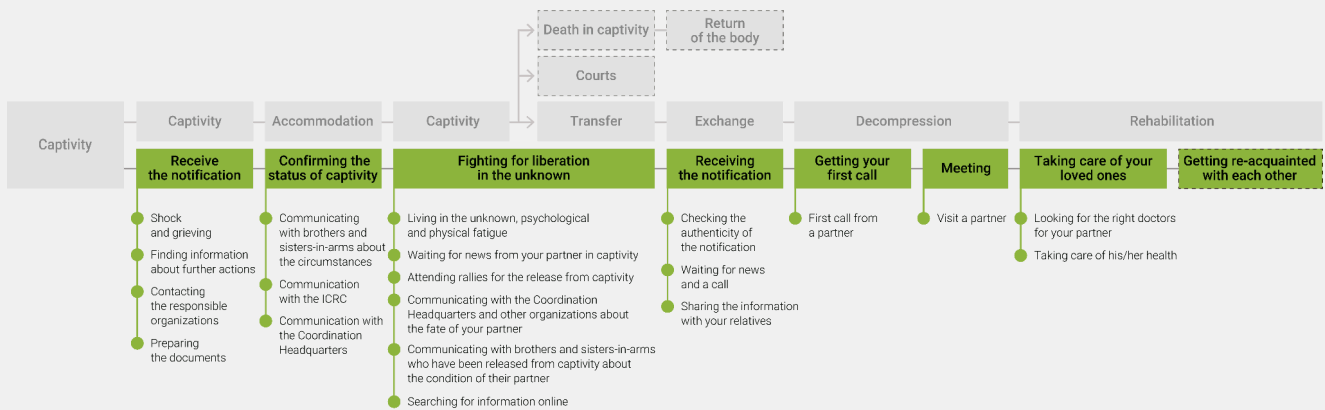 Death in captivity
Return
of the body
Courts
Captivity
Captivity
Accommodation
Captivity
Transfer
Exchange
Decompression
Rehabilitation
Receive
the notification
Confirming the
status of captivity
Fighting for liberation
in the unknown
Receiving
the notification
Getting your
first call
Meeting
Taking care of your
loved ones
Getting re-acquainted
with each other
Shock
and grieving
Finding information
about further actions
Contacting
the responsible
organizations
Preparing
the documents
Communicating
with brothers and
sisters-in-arms about
the circumstances
Communication
with the ICRC
Communication with
the Coordination
Headquarters
Living in the unknown, psychological
and physical fatigue
Waiting for news from your partner in captivity
Attending rallies for the release from captivity
Communicating with the Coordination
Headquarters and other organizations about
the fate of your partner
Communicating with brothers and sisters-in-arms
who have been released from captivity about
the condition of their partner
Searching for information online
Checking the
authenticity of
the notification
Waiting for news
and a call
Sharing the information
with your relatives
First call from
a partner
Visit a partner
Looking for the right doctors
for your partner
Taking care of his/her health